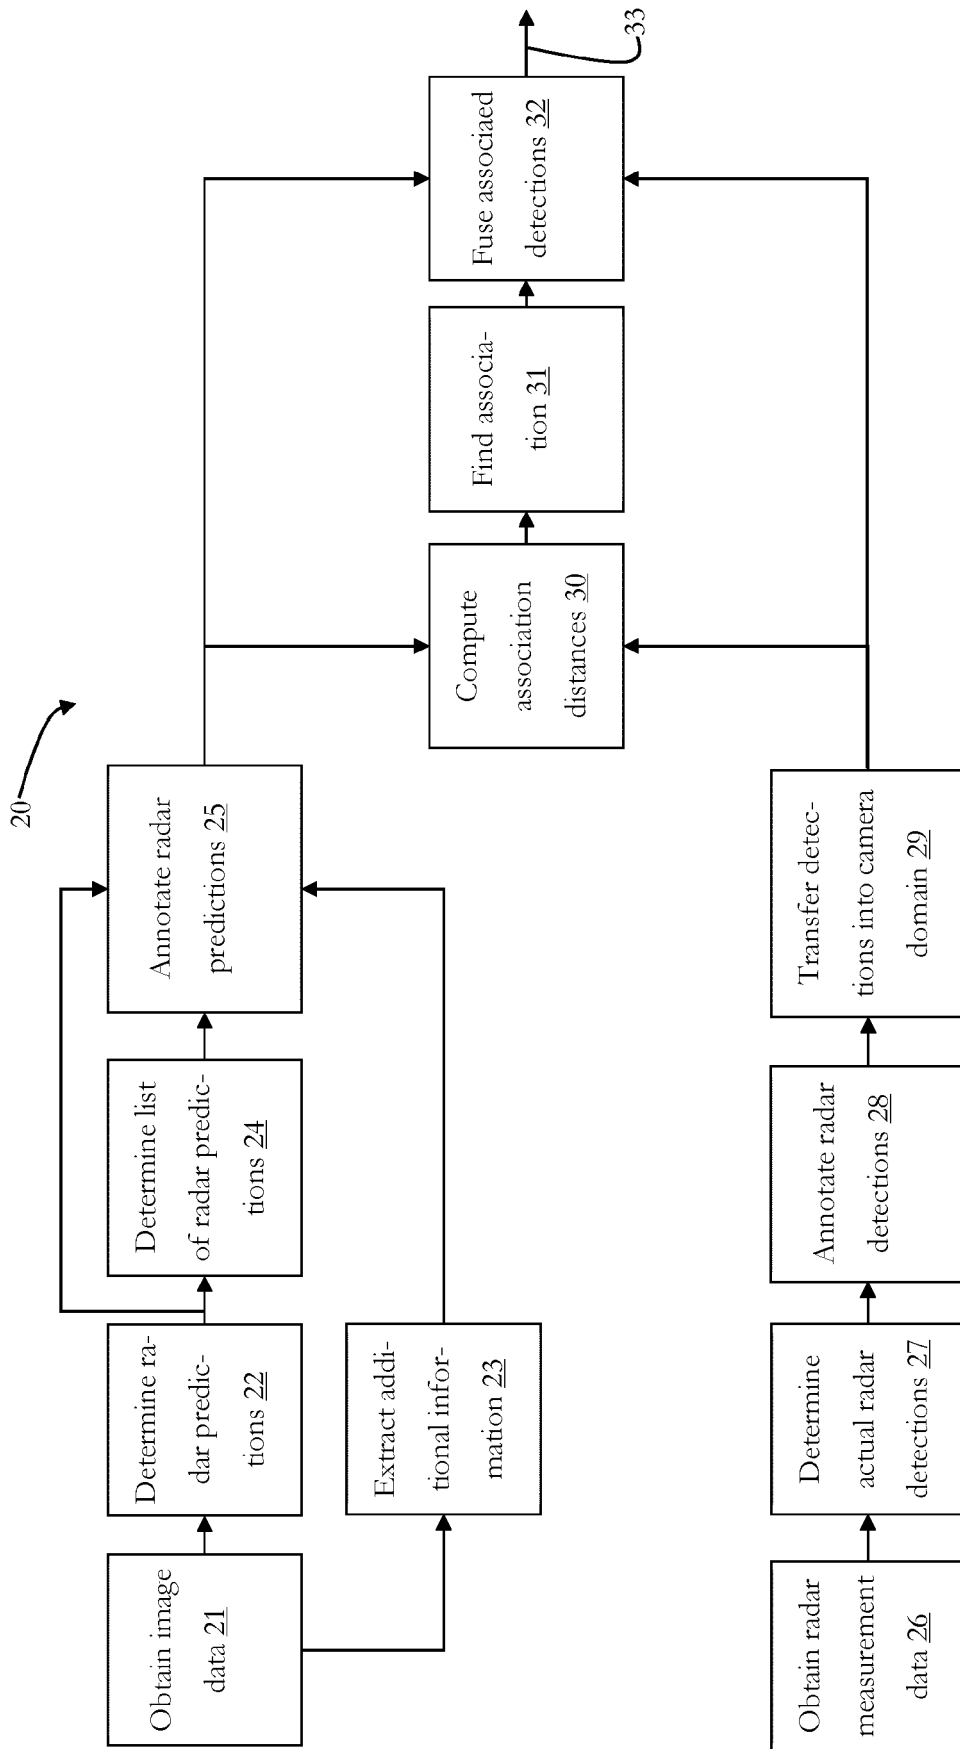 20
Obtain image
data 21
Determine ra-
dar predic-
tions 22
Determine list
of radar predic-
tions 24
Annotate radar
predictions 25
Extract addi-
tional infor-
mation 23
Compute
association
distances 30
Find associa-
tion 31
Fuse associaed
detections 32
33
Obtain radar
measurement
data 26
Determine
actual radar
detections 27
Annotate radar
detections 28
Transfer detec-
tions into camera
domain 29